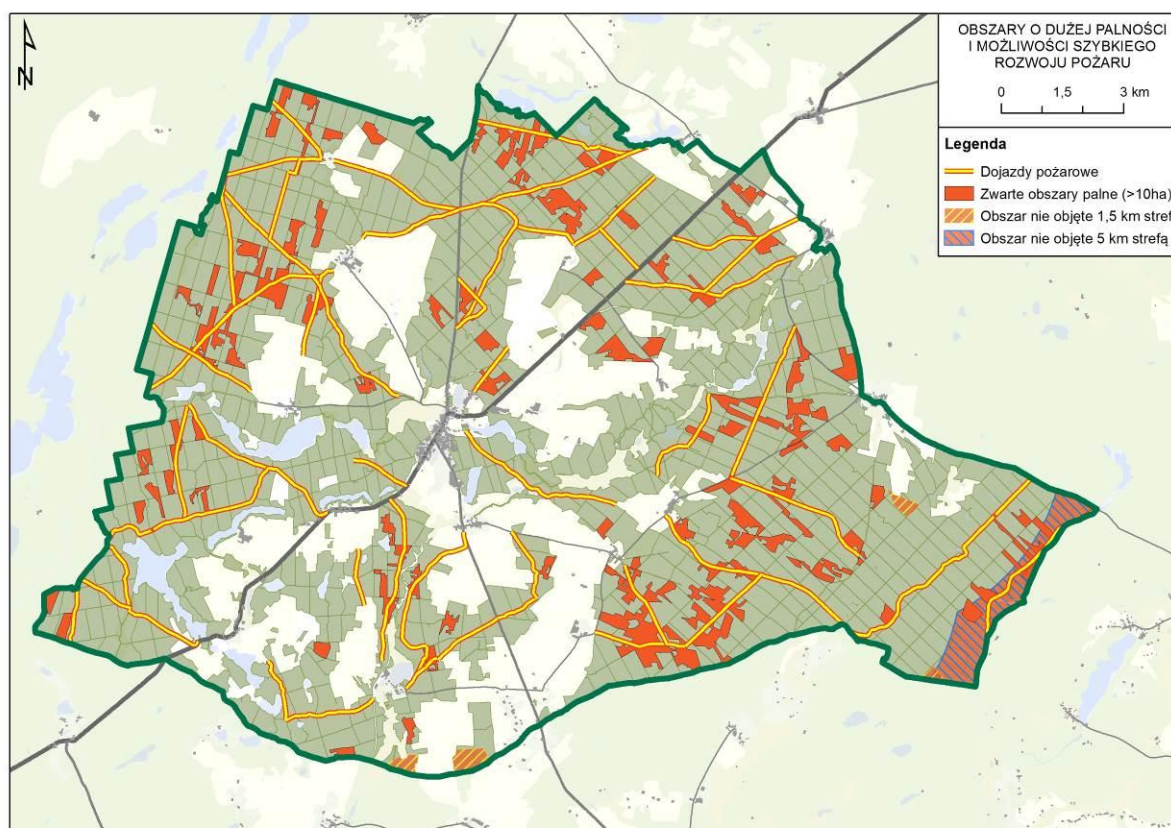 OBSZARY O DUŻEJ PALNOŚCI
I MOŻLIWOŚCI SZYBKIEGO
ROZWOJU POŻARU
0 1,5 3 km
Legenda
Dojazdy pożarowe
Zwarte obszary palne (>10ha)
Obszar nie objęte 1,5 km stref
Obszar nie objęte 5 km strefą
N